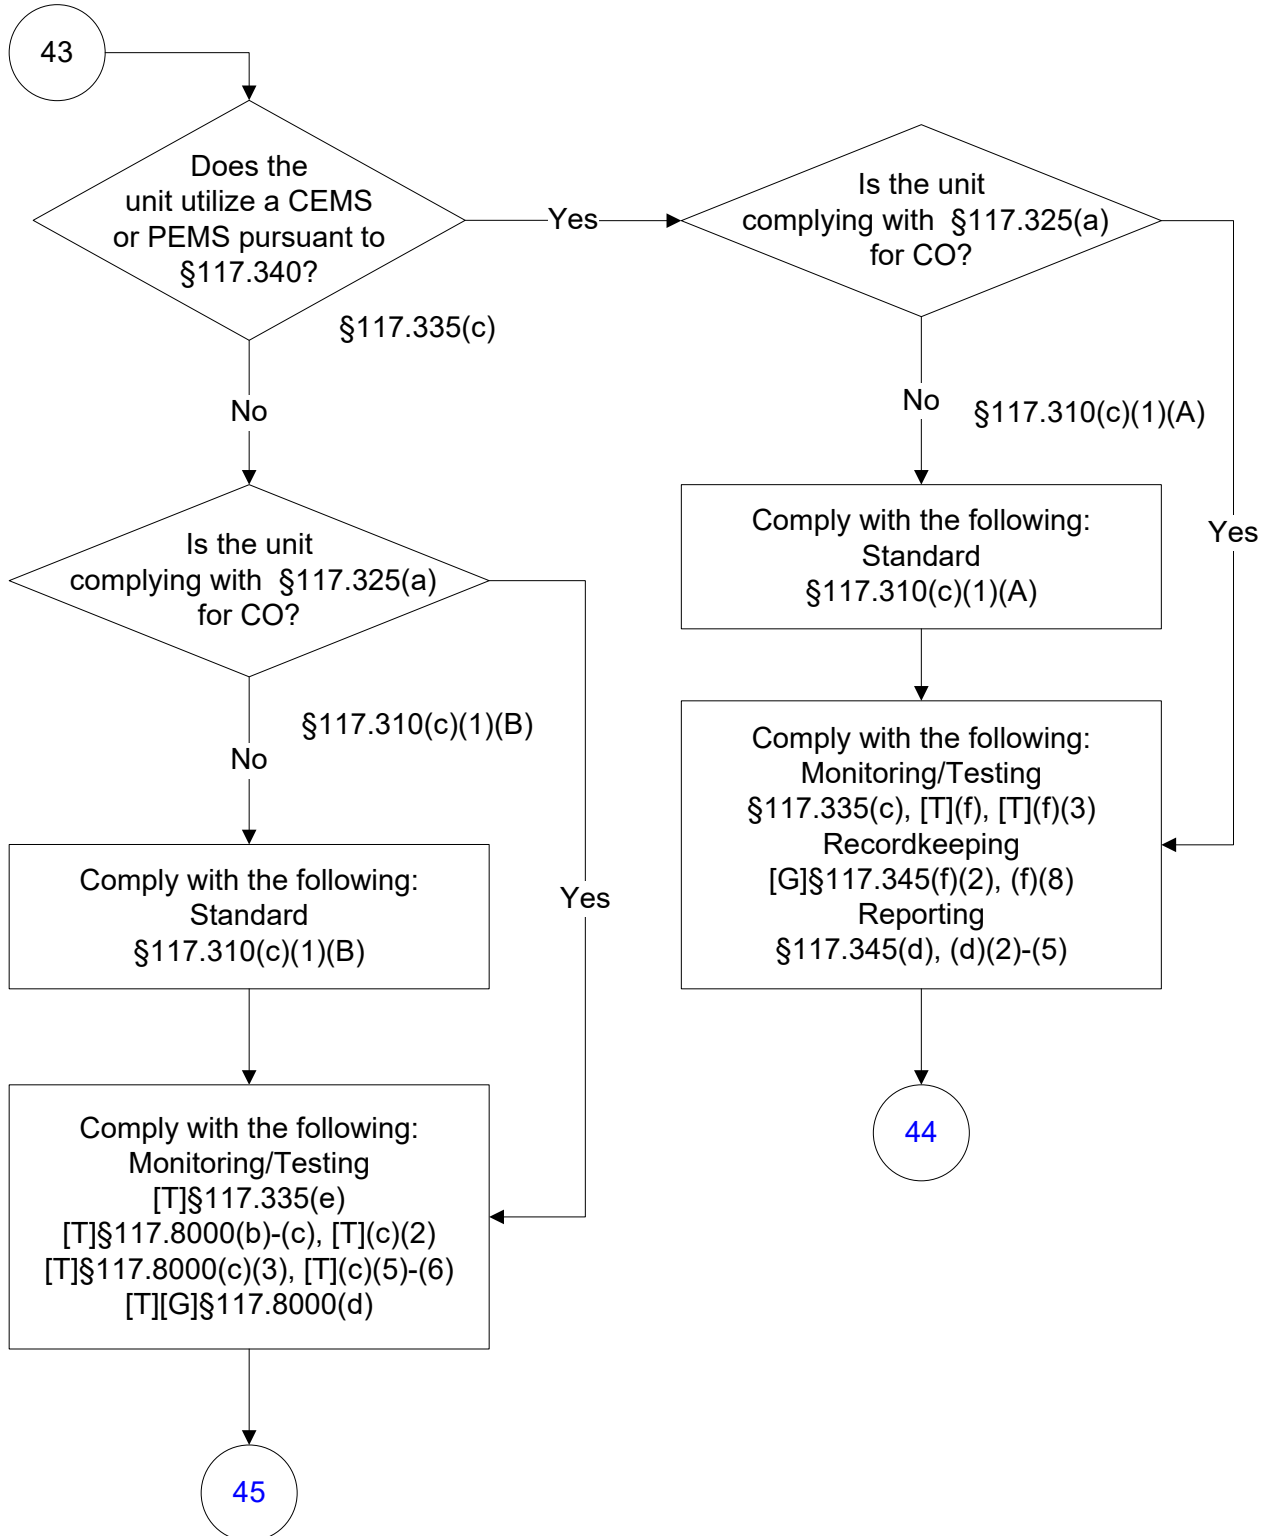 43
Does the
unit utilize a CEMS
or PEMS pursuant to
§117.340?
§117.335(c)
Yes
Is the unit
complying with  §117.325(a)
for CO?
No
§117.310(c)(1)(A)
Yes
Comply with the following:
Standard
§117.310(c)(1)(A)
Comply with the following:
Monitoring/Testing
§117.335(c), [T](f), [T](f)(3)
Recordkeeping
[G]§117.345(f)(2), (f)(8)
Reporting
§117.345(d), (d)(2)-(5)
44
No
Is the unit
complying with  §117.325(a)
for CO?
No
§117.310(c)(1)(B)
Yes
Comply with the following:
Standard
§117.310(c)(1)(B)
Comply with the following:
Monitoring/Testing
[T]§117.335(e)
[T]§117.8000(b)-(c), [T](c)(2)
[T]§117.8000(c)(3), [T](c)(5)-(6)
[T][G]§117.8000(d)
45